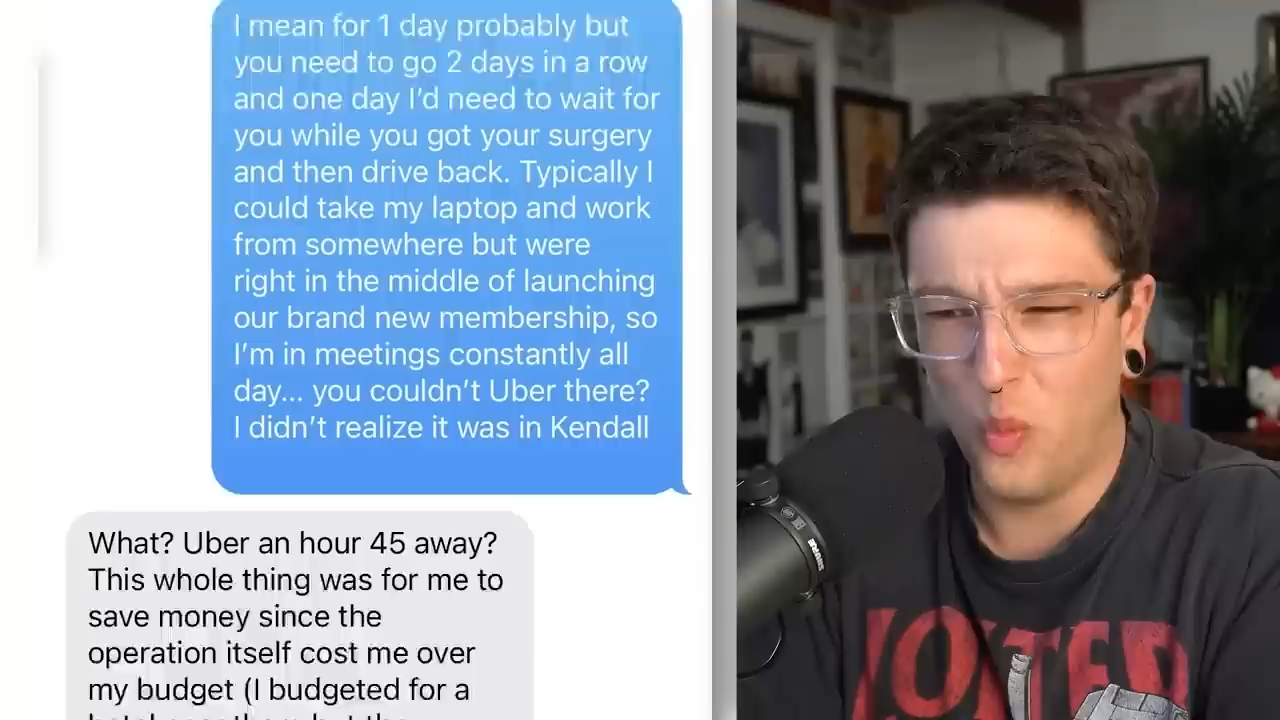 I mean for 1 day probably but
you need to go 2 days in a row
and one day I'd need to wait for
you while you got your surgery
and then drive back. Typically I
could take my laptop and work
from somewhere but were
right in the middle of launching
our brand new membership, so
I'm in meetings constantly all
day... you couldn't Uber there?
I didn't realize it was in Kendall
What? Uber an hour 45 away?
This whole thing was for me to
save money since the
operation itself cost me over
my budget (I budgeted for a
SHURE